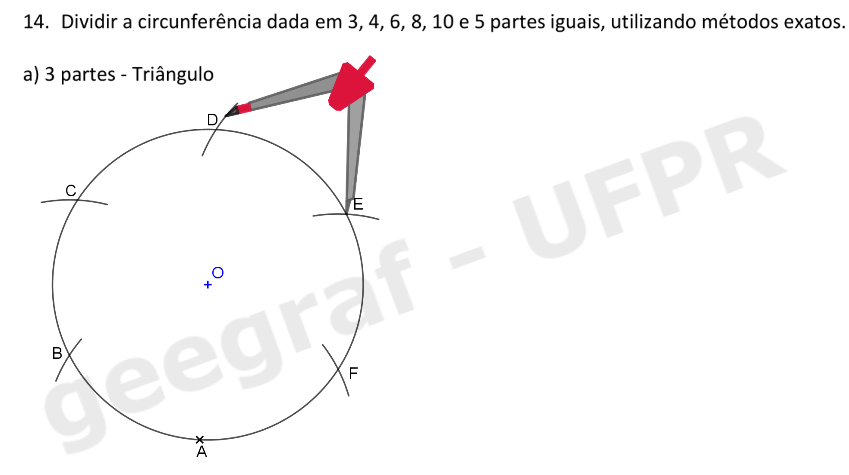 14. Dividir a circunferência dada em 3, 4, 6, 8, 10 e 5 partes iguais, utilizando métodos exatos.
a) 3 partes - Triângulo
D
C
E
O
B
F
A
geegraf - UFPR